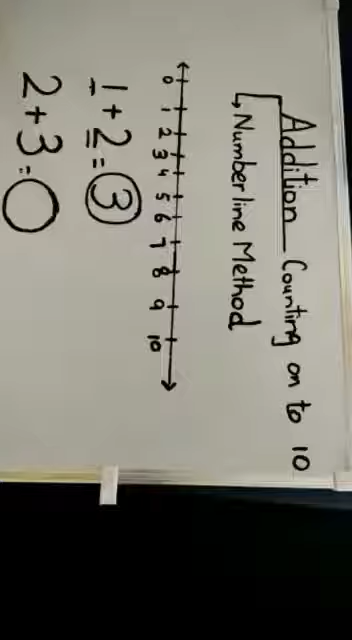 Addition Counting on to 10
↳ Number line Method
0 1 2 3 4 5 6 7 8 9 10
1 + 2 = 3
2 + 3 =